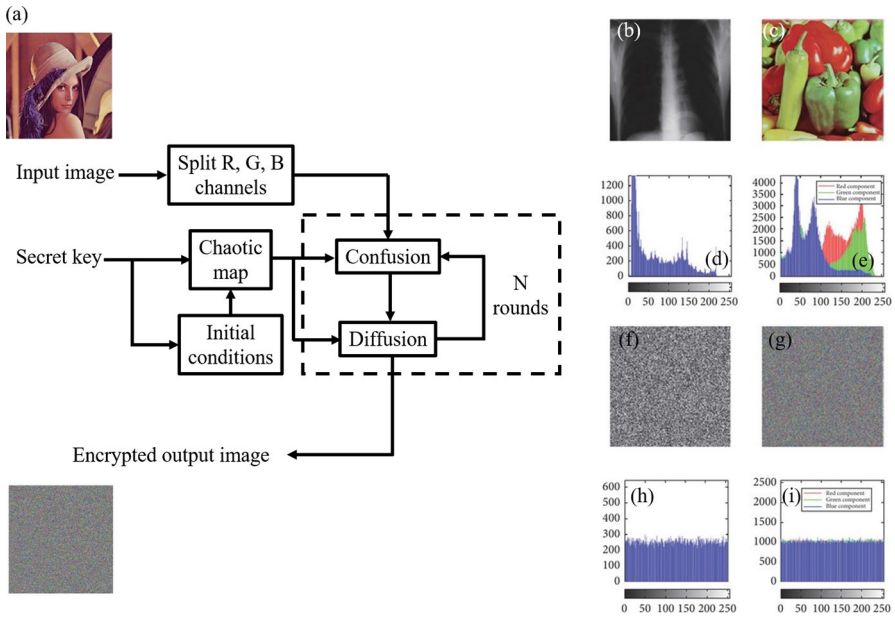 (a)
(b)
(c)
Input image
Split R, G, B
channels
Secret key
Chaotic
map
Initial
conditions
Confusion
Diffusion
N
rounds
Encrypted output image
1200
1000
800
600
400
200
0
(d)
0 50 100 150 200 250
4000
3500
3000
2500
2000
1500
1000
500
0
Red component
Green component
Blue component
(e)
0 50 100 150 200 250
(f)
(g)
600
500
400
300
200
100
0
(h)
0 50 100 150 200 250
2500
2000
1500
1000
500
0
(i)
Red component
Green component
Blue component
0 50 100 150 200 250